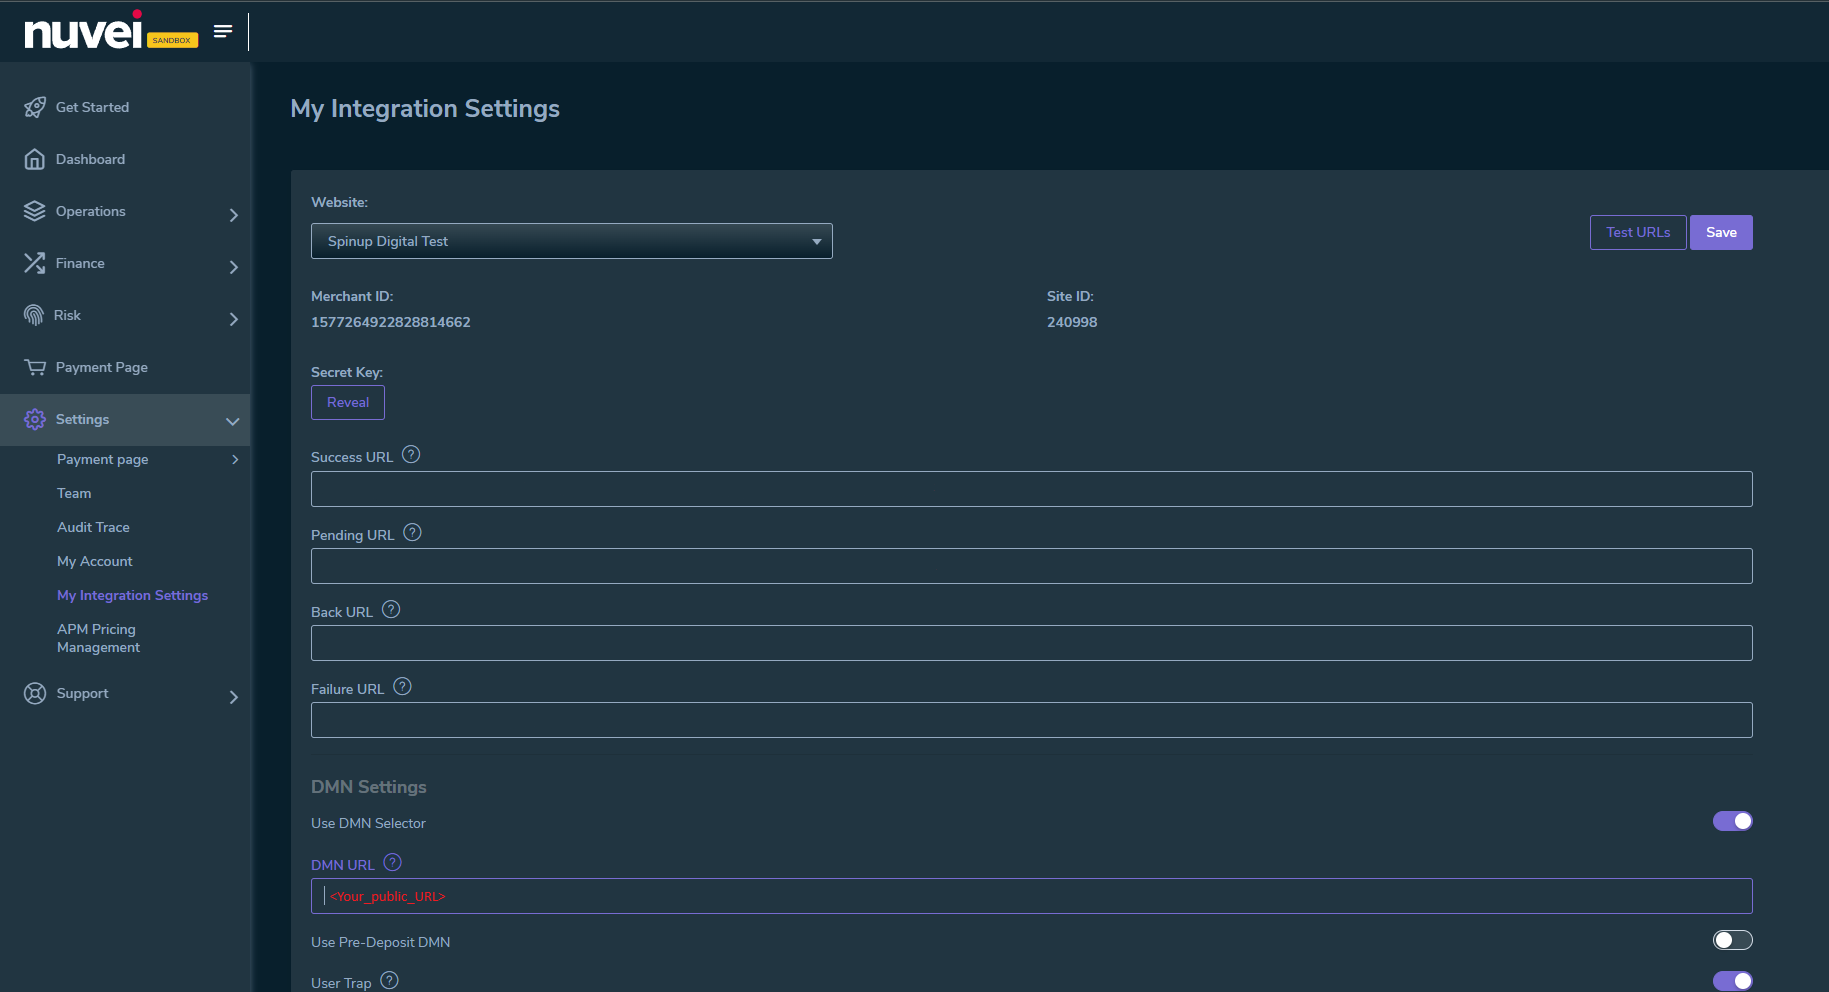 nuvei SANDBOX
Get Started
Dashboard
Operations
Finance
Risk
Payment Page
Settings
Payment page
Team
Audit Trace
My Account
My Integration Settings
APM Pricing
Management
Support
My Integration Settings
Website:
Spinup Digital Test
Test URLs
Save
Merchant ID:
1577264922828814662
Site ID:
240998
Secret Key:
Reveal
Success URL ?
Pending URL ?
Back URL ?
Failure URL ?
DMN Settings
Use DMN Selector
DMN URL ?
<Your_public_URL>
Use Pre-Deposit DMN
User Trap ?